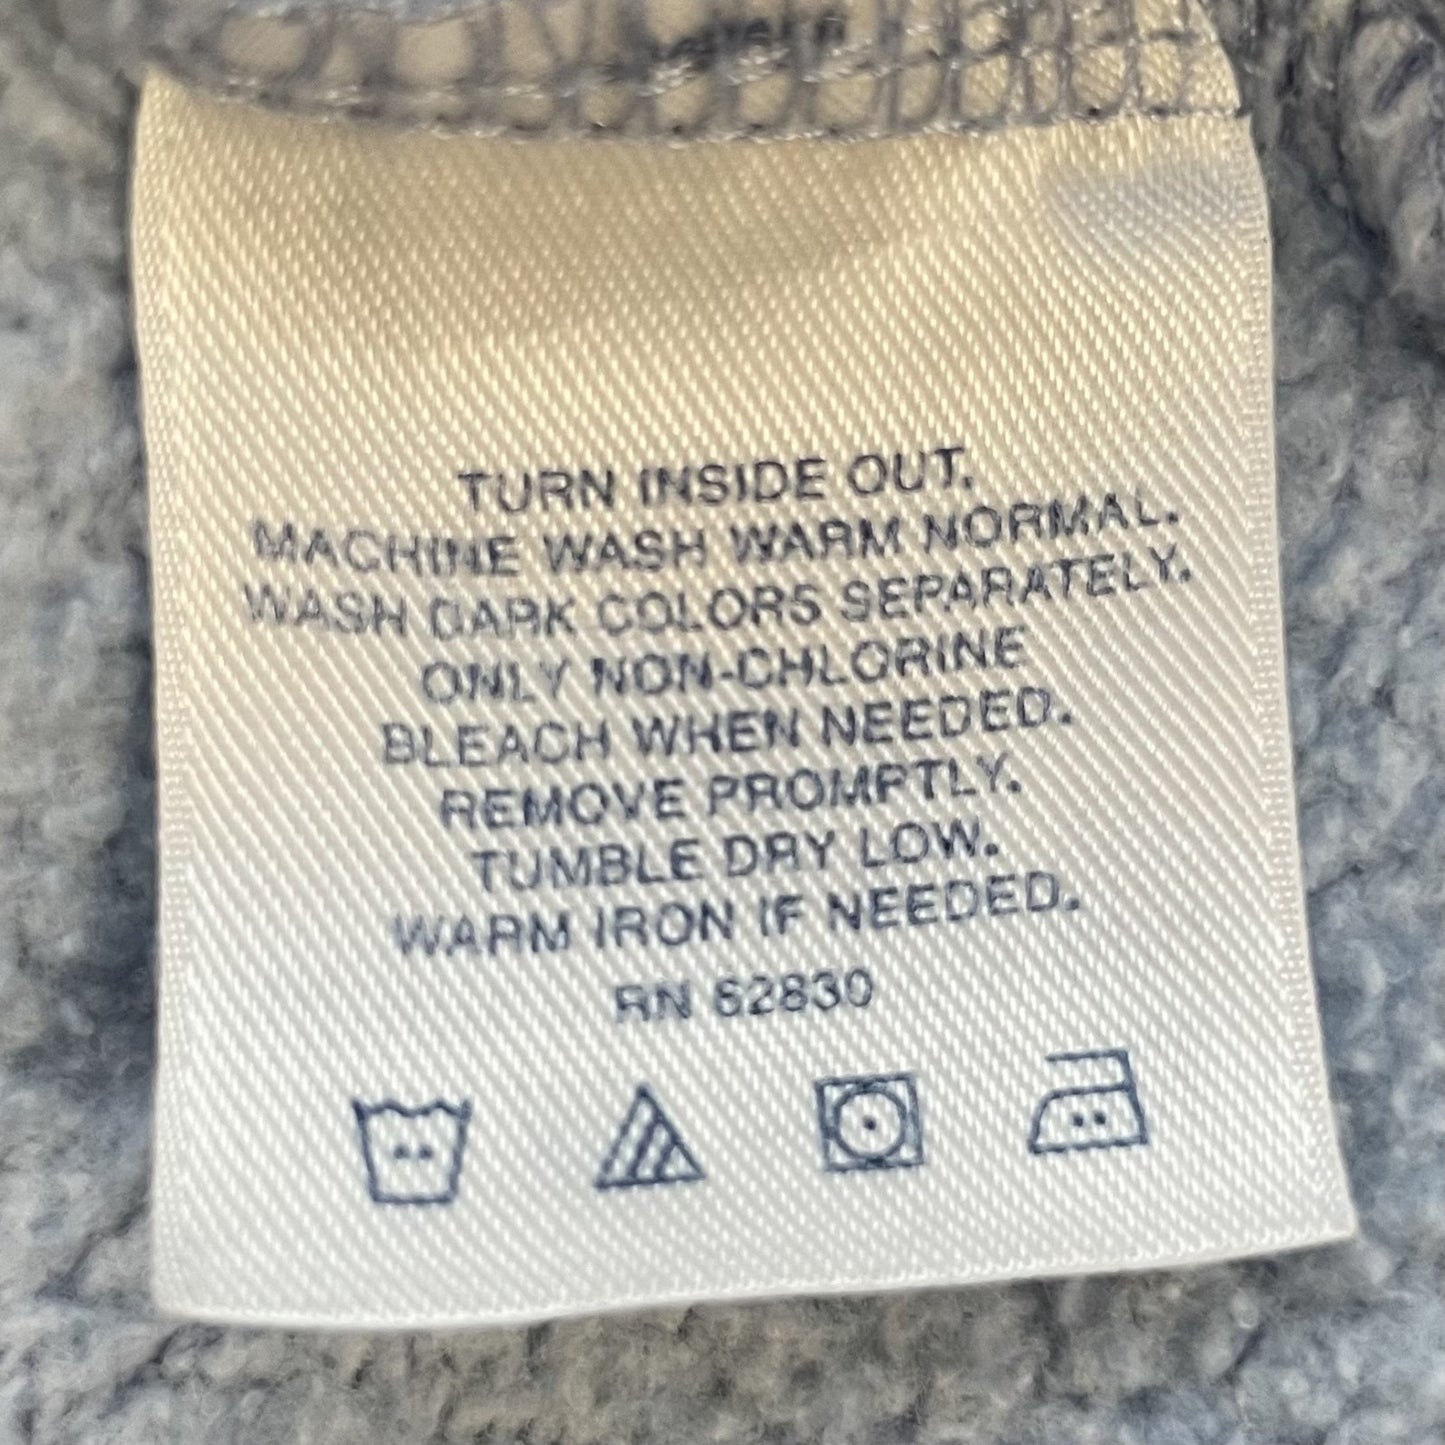 TURN INSIDE OUT.
MACHINE WASH WARM NORMAL.
WASH DARK COLORS SEPARATELY.
ONLY NON-CHLORINE
BLEACH WHEN NEEDED.
REMOVE PROMPTLY.
TUMBLE DRY LOW.
WARM IRON IF NEEDED.
RN 62830